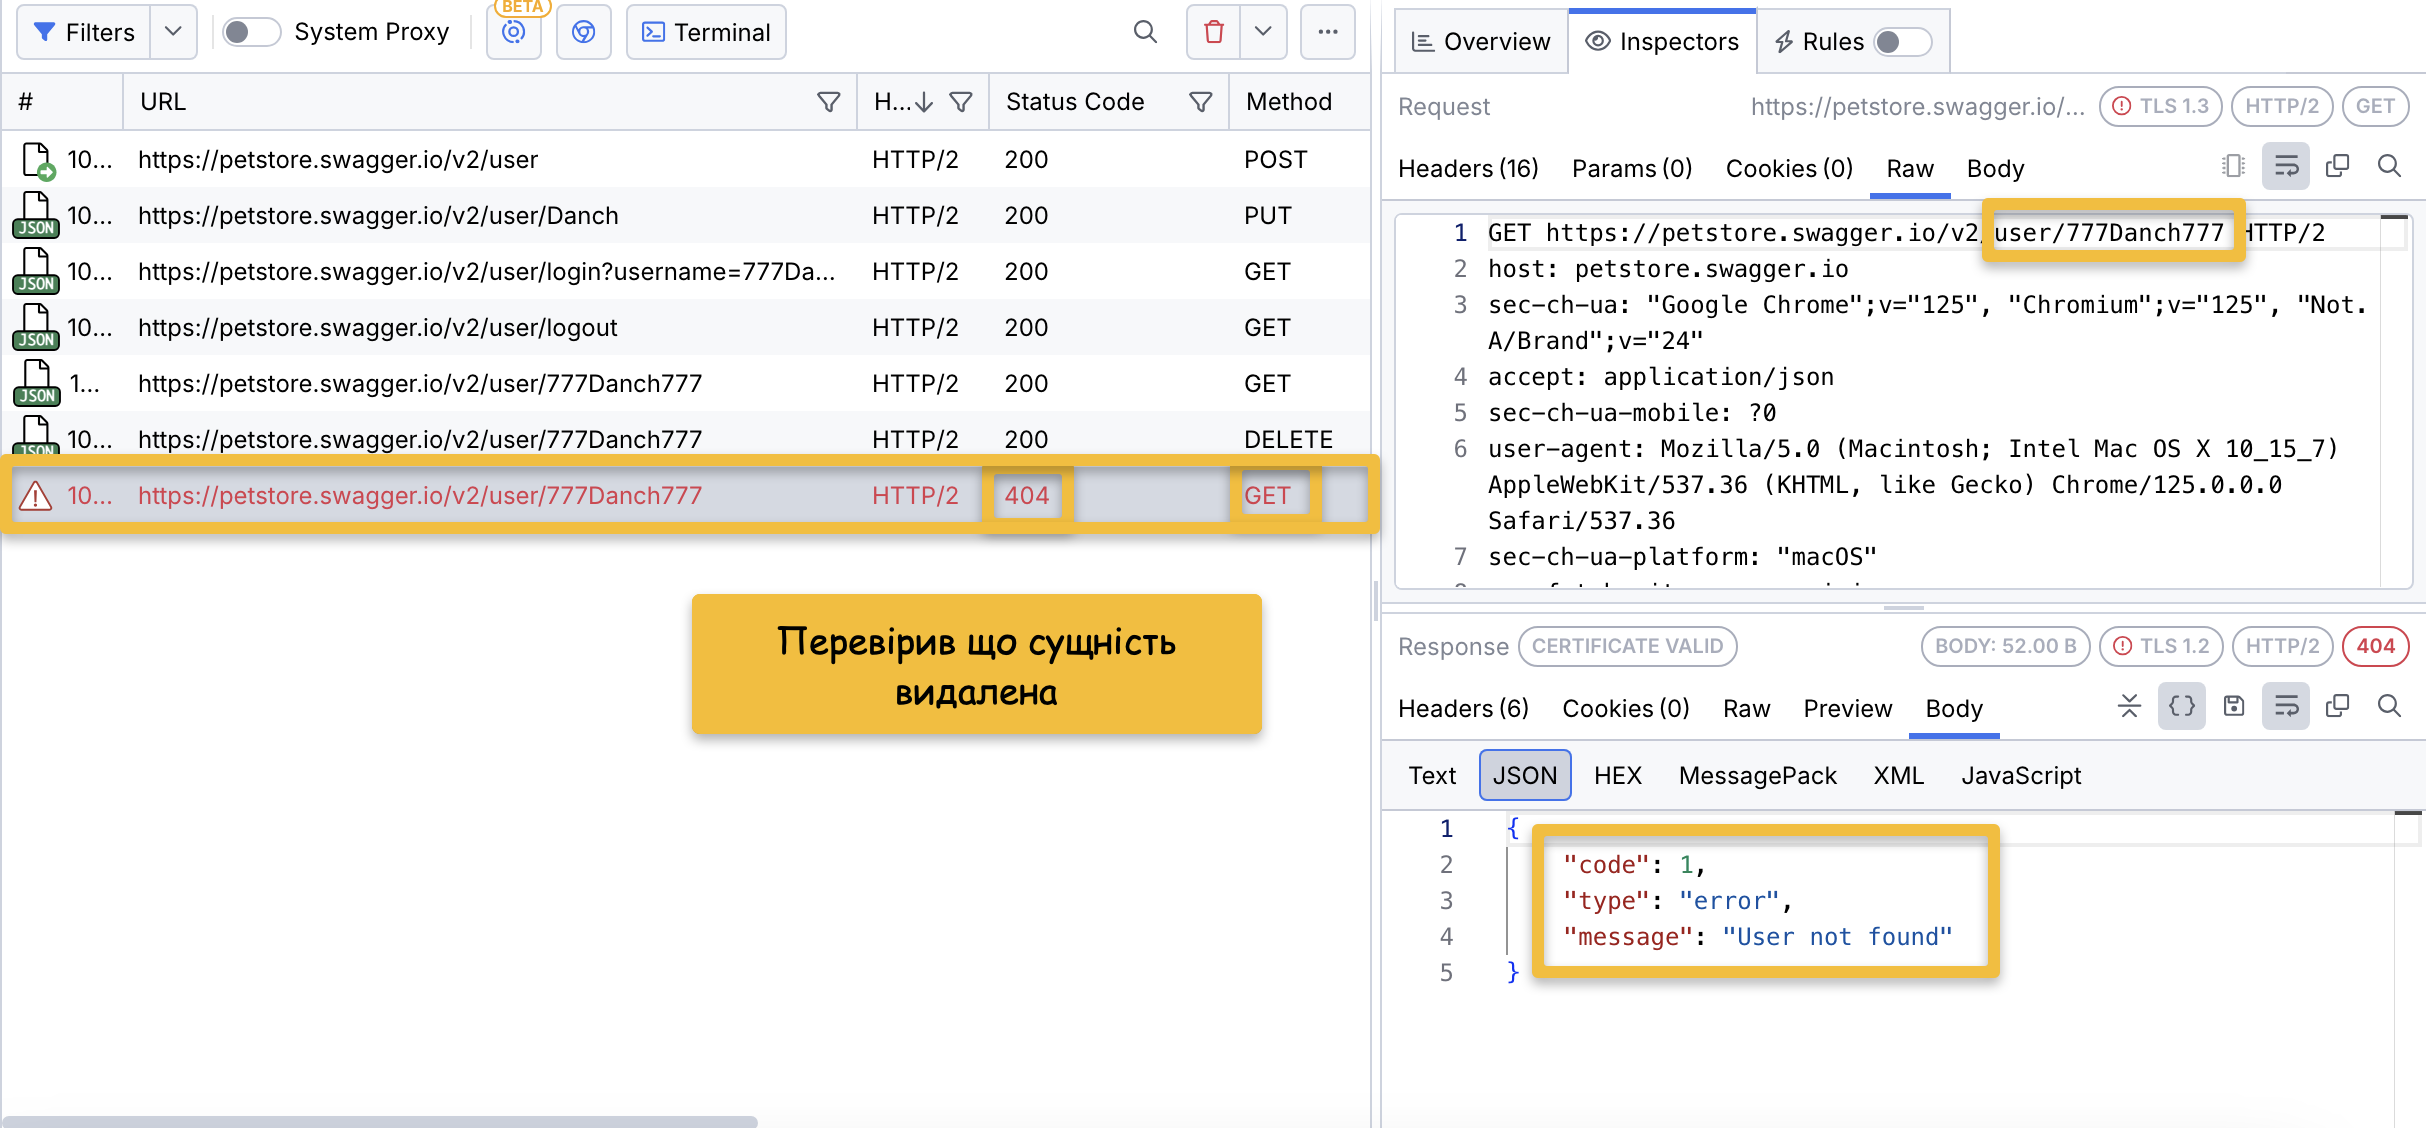 Filters
System Proxy
BETA
Terminal
# URL H... Status Code Method
10... https://petstore.swagger.io/v2/user HTTP/2 200 POST
JSON 10... https://petstore.swagger.io/v2/user/Danch HTTP/2 200 PUT
JSON 10... https://petstore.swagger.io/v2/user/login?username=777Da... HTTP/2 200 GET
JSON 10... https://petstore.swagger.io/v2/user/logout HTTP/2 200 GET
JSON 1... https://petstore.swagger.io/v2/user/777Danch777 HTTP/2 200 GET
JSON 10... https://petstore.swagger.io/v2/user/777Danch777 HTTP/2 200 DELETE
10... https://petstore.swagger.io/v2/user/777Danch777 HTTP/2 404 GET
Перевірив що сущність
видалена
Overview Inspectors Rules
Request https://petstore.swagger.io/... TLS 1.3 HTTP/2 GET
Headers (16) Params (0) Cookies (0) Raw Body
1 GET https://petstore.swagger.io/v2/user/777Danch777 HTTP/2
2 host: petstore.swagger.io
3 sec-ch-ua: "Google Chrome";v="125", "Chromium";v="125", "Not.
A/Brand";v="24"
4 accept: application/json
5 sec-ch-ua-mobile: ?0
6 user-agent: Mozilla/5.0 (Macintosh; Intel Mac OS X 10_15_7)
AppleWebKit/537.36 (KHTML, like Gecko) Chrome/125.0.0.0
Safari/537.36
7 sec-ch-ua-platform: "macOS"
Response CERTIFICATE VALID BODY: 52.00 B TLS 1.2 HTTP/2 404
Headers (6) Cookies (0) Raw Preview Body
Text JSON HEX MessagePack XML JavaScript
1 {
2 "code": 1,
3 "type": "error",
4 "message": "User not found"
5 }